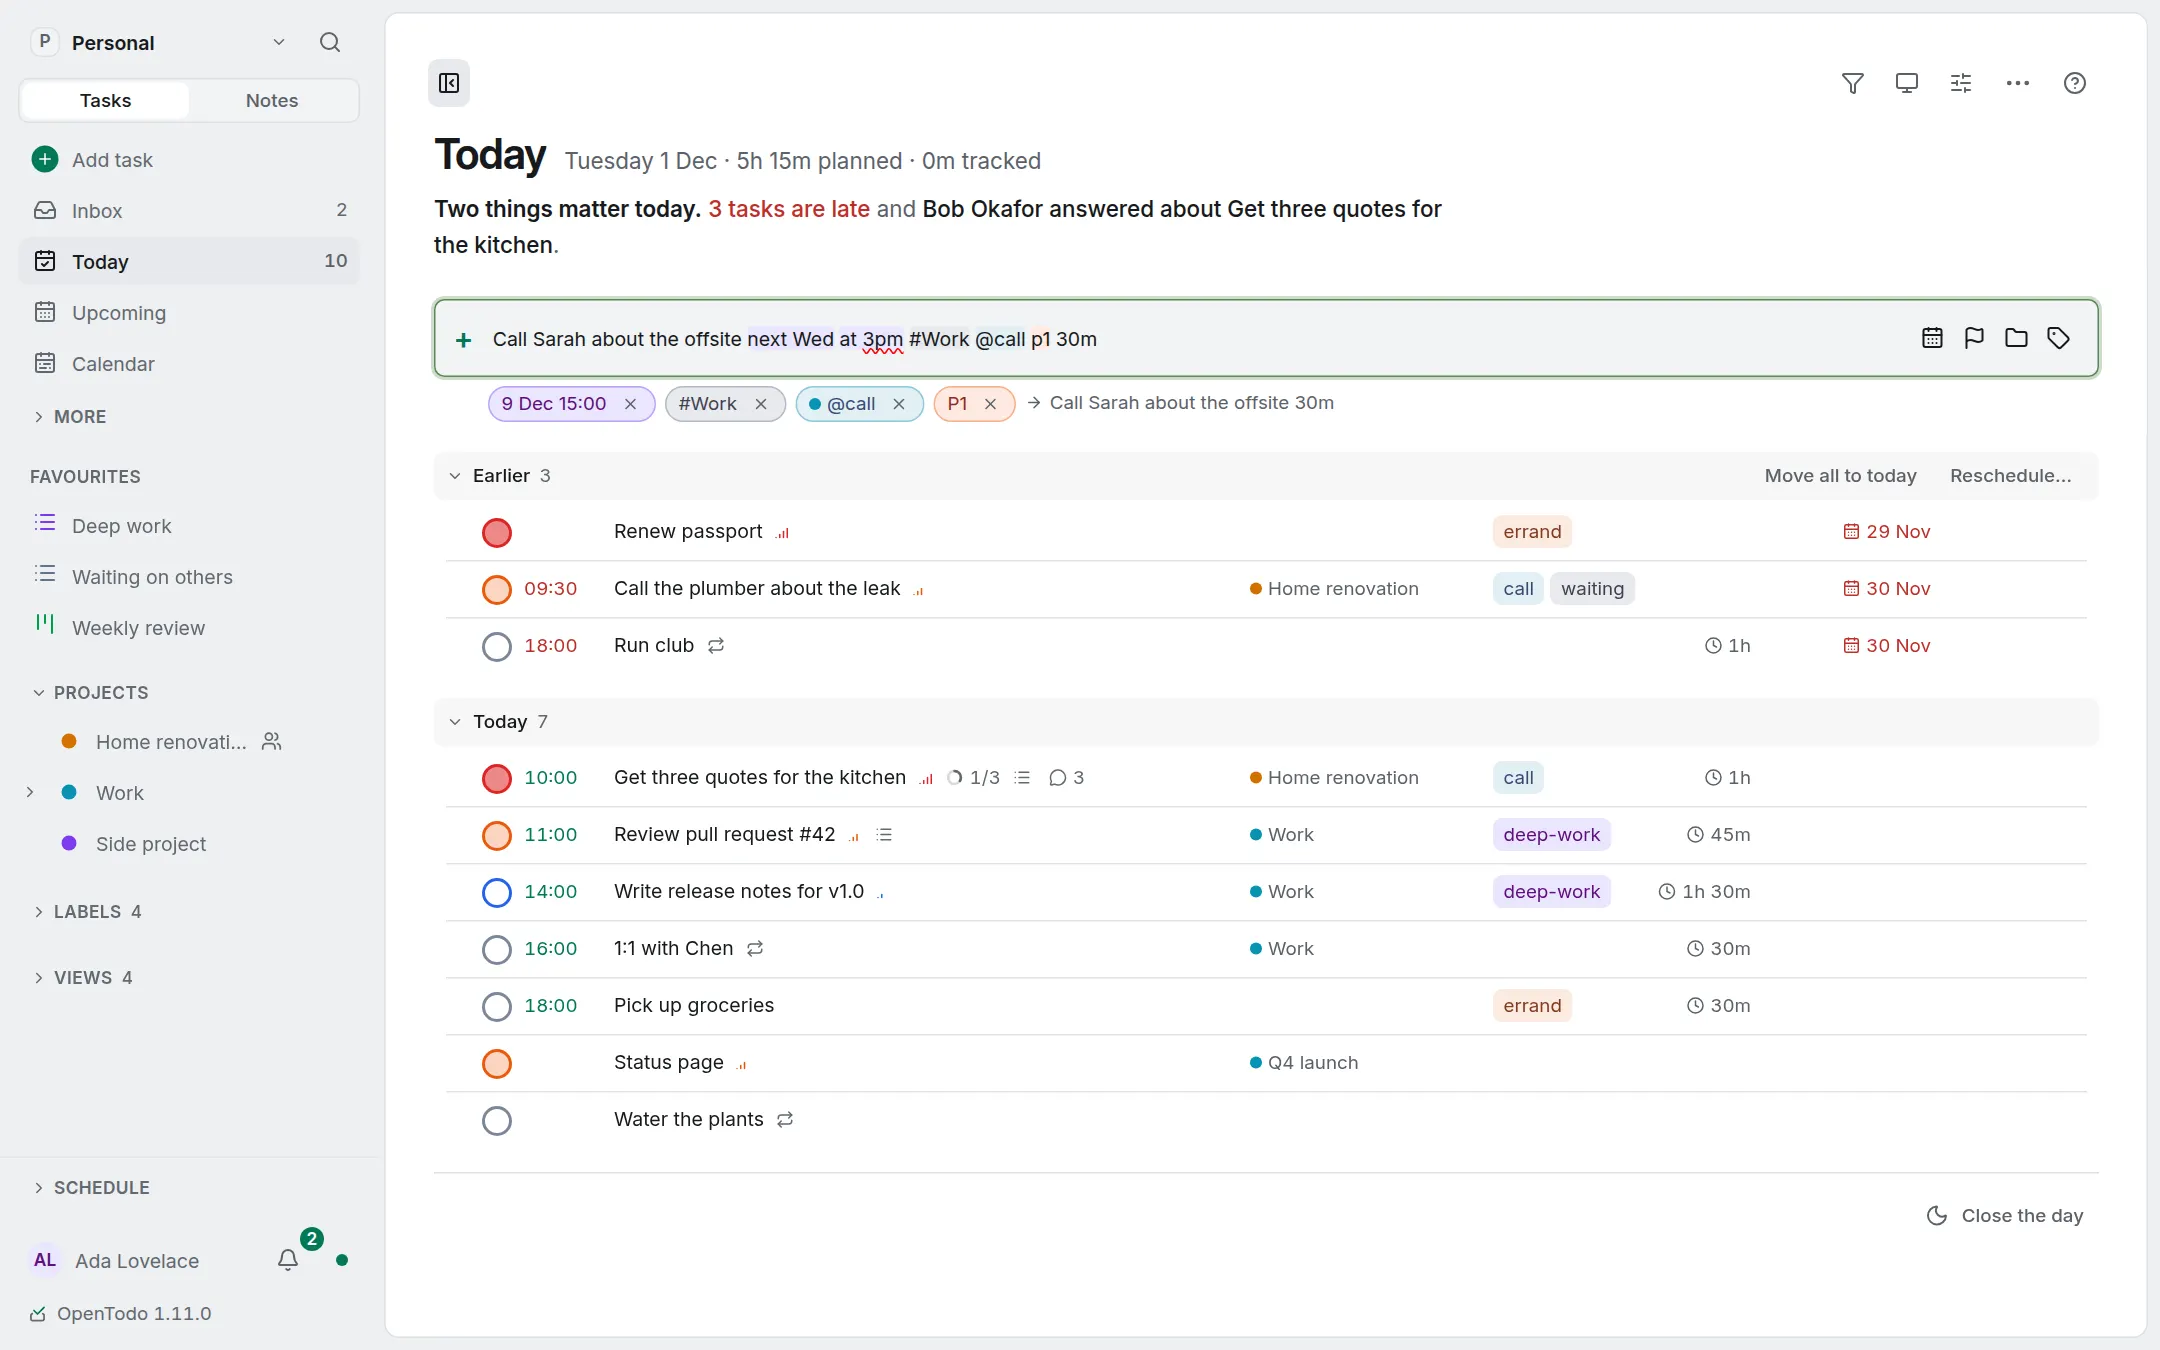 P Personal
Tasks Notes
Add task
Inbox 2
Today 10
Upcoming
Calendar
MORE
FAVOURITES
Deep work
Waiting on others
Weekly review
PROJECTS
Home renovati...
Work
Side project
LABELS 4
VIEWS 4
SCHEDULE
AL Ada Lovelace 2
OpenTodo 1.11.0
Today Tuesday 1 Dec · 5h 15m planned · 0m tracked
Two things matter today. 3 tasks are late and Bob Okafor answered about Get three quotes for
the kitchen.
+ Call Sarah about the offsite next Wed at 3pm #Work @call p1 30m
9 Dec 15:00 × #Work × @call × P1 × → Call Sarah about the offsite 30m
Earlier 3 Move all to today Reschedule...
Renew passport errand 29 Nov
09:30 Call the plumber about the leak Home renovation call waiting 30 Nov
18:00 Run club 1h 30 Nov
Today 7
10:00 Get three quotes for the kitchen 1/3 3 Home renovation call 1h
11:00 Review pull request #42 Work deep-work 45m
14:00 Write release notes for v1.0 Work deep-work 1h 30m
16:00 1:1 with Chen Work 30m
18:00 Pick up groceries errand 30m
Status page Q4 launch
Water the plants
Close the day